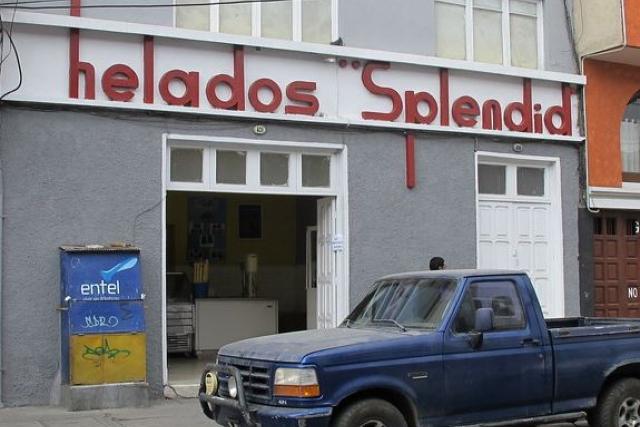 helados "Splendid"
entel
NO